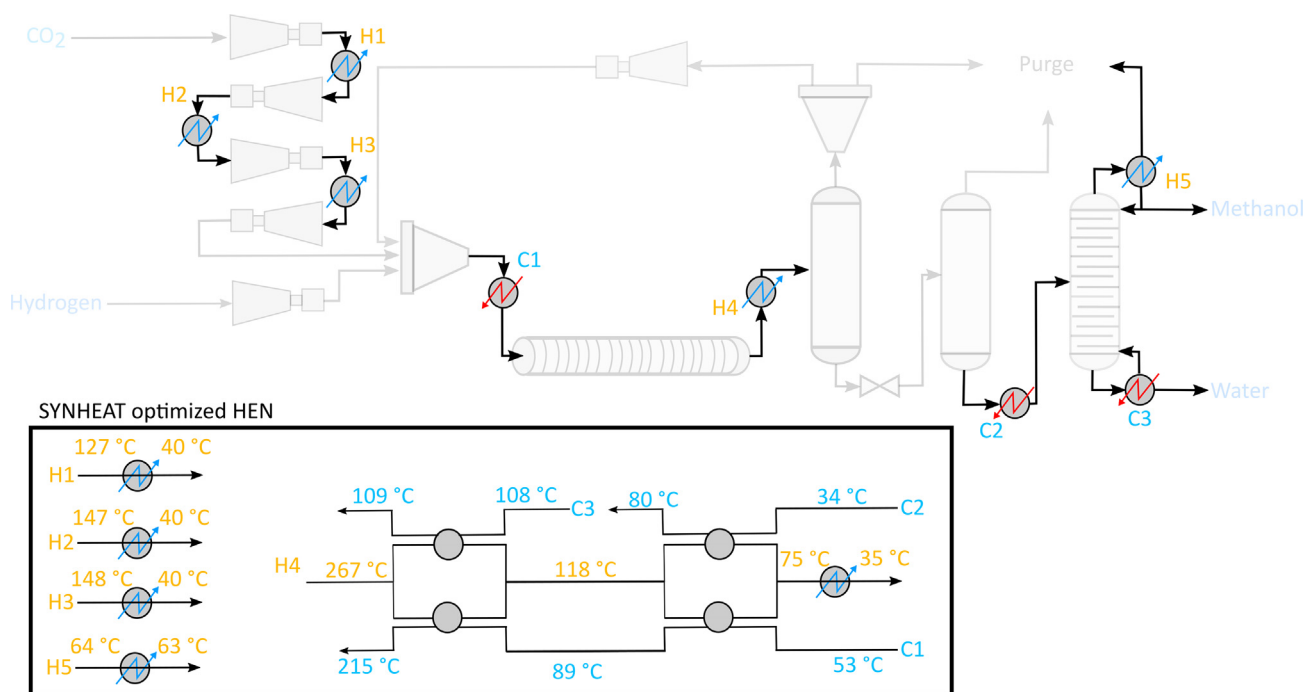 CO2
H1
H2
H3
Purge
H5
Methanol
C1
Hydrogen
H4
Water
C3
C2
SYNHEAT optimized HEN
127 °C 40 °C
H1
147 °C 40 °C
H2
148 °C 40 °C
H3
64 °C 63 °C
H5
109 °C 108 °C C3 80 °C 34 °C C2
H4 267 °C 118 °C 75 °C 35 °C
215 °C 89 °C 53 °C C1